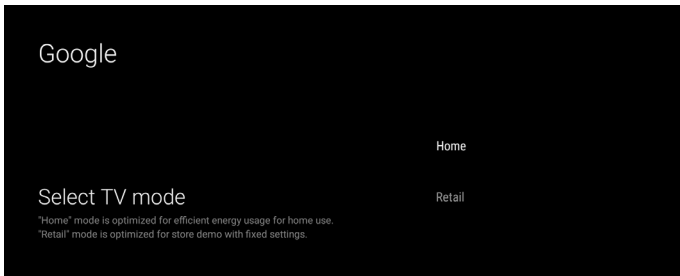 Google
Home
Select TV mode
Retail
"Home" mode is optimized for efficient energy usage for home use.
"Retail" mode is optimized for store demo with fixed settings.